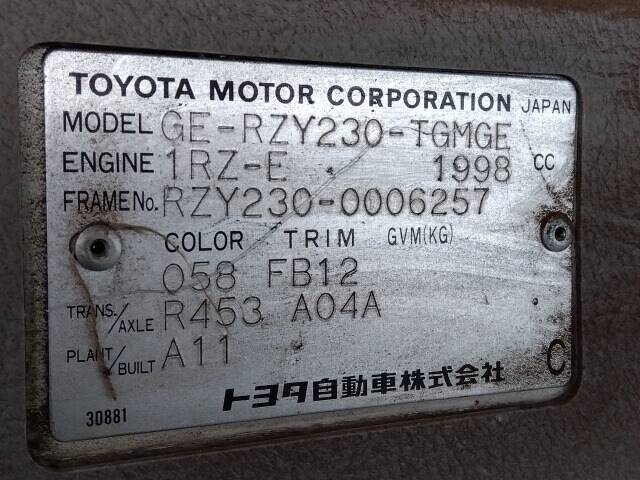 TOYOTA MOTOR CORPORATION JAPAN
MODEL GE-RZY230-TGMGE
ENGINE 1RZ-E 1998 CC
FRAME No. RZY230-0006257
COLOR TRIM GVM(KG)
058 FB12
TRANS./AXLE R453 A04A
PLANT/BUILT A11
C
トヨタ自動車株式会社
30881